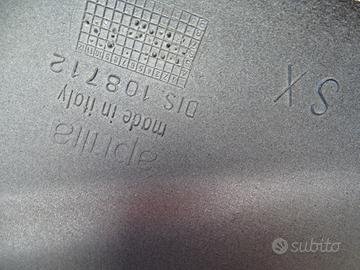 aprilia
made in italy
DIS. 108712
SX
subito